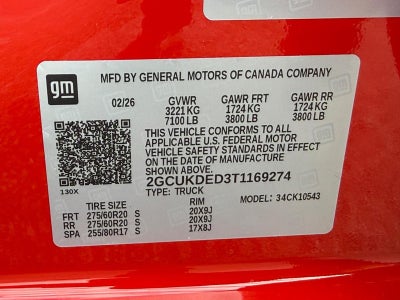 gm
MFD BY GENERAL MOTORS OF CANADA COMPANY
02/26 GVWR GAWR FRT GAWR RR
3221 KG 1724 KG 1724 KG
7100 LB 3800 LB 3800 LB
THIS VEHICLE CONFORMS TO ALL
APPLICABLE U.S. FEDERAL MOTOR
VEHICLE SAFETY STANDARDS IN EFFECT
ON THE DATE OF MANUFACTURE SHOWN ABOVE.
2GCUKDED3T1169274
130X TYPE: TRUCK MODEL: 34CK10543
TIRE SIZE RIM
FRT 275/60R20 S 20X9J
RR 275/60R20 S 20X9J
SPA 255/80R17 S 17X8J